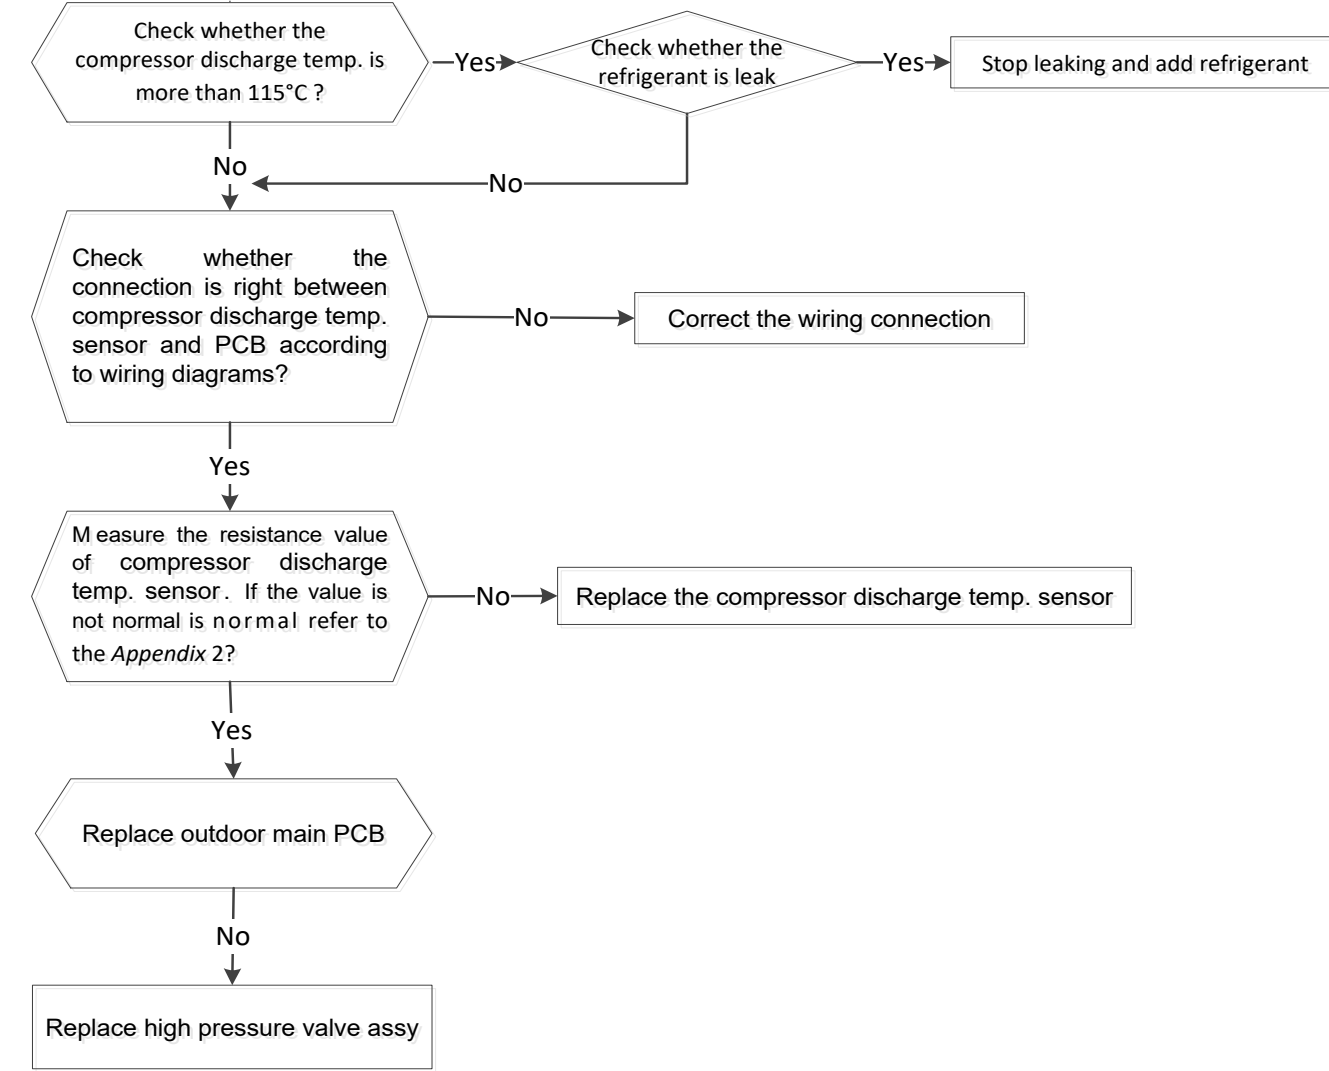 Check whether the
compressor discharge temp. is
more than 115°C ?
Yes
Check whether the
refrigerant is leak
Yes
Stop leaking and add refrigerant
No
No
Check whether the
connection is right between
compressor discharge temp.
sensor and PCB according
to wiring diagrams?
No
Correct the wiring connection
Yes
M easure the resistance value
of compressor discharge
temp. sensor. If the value is
not normal is normal refer to
the Appendix 2?
No
Replace the compressor discharge temp. sensor
Yes
Replace outdoor main PCB
No
Replace high pressure valve assy